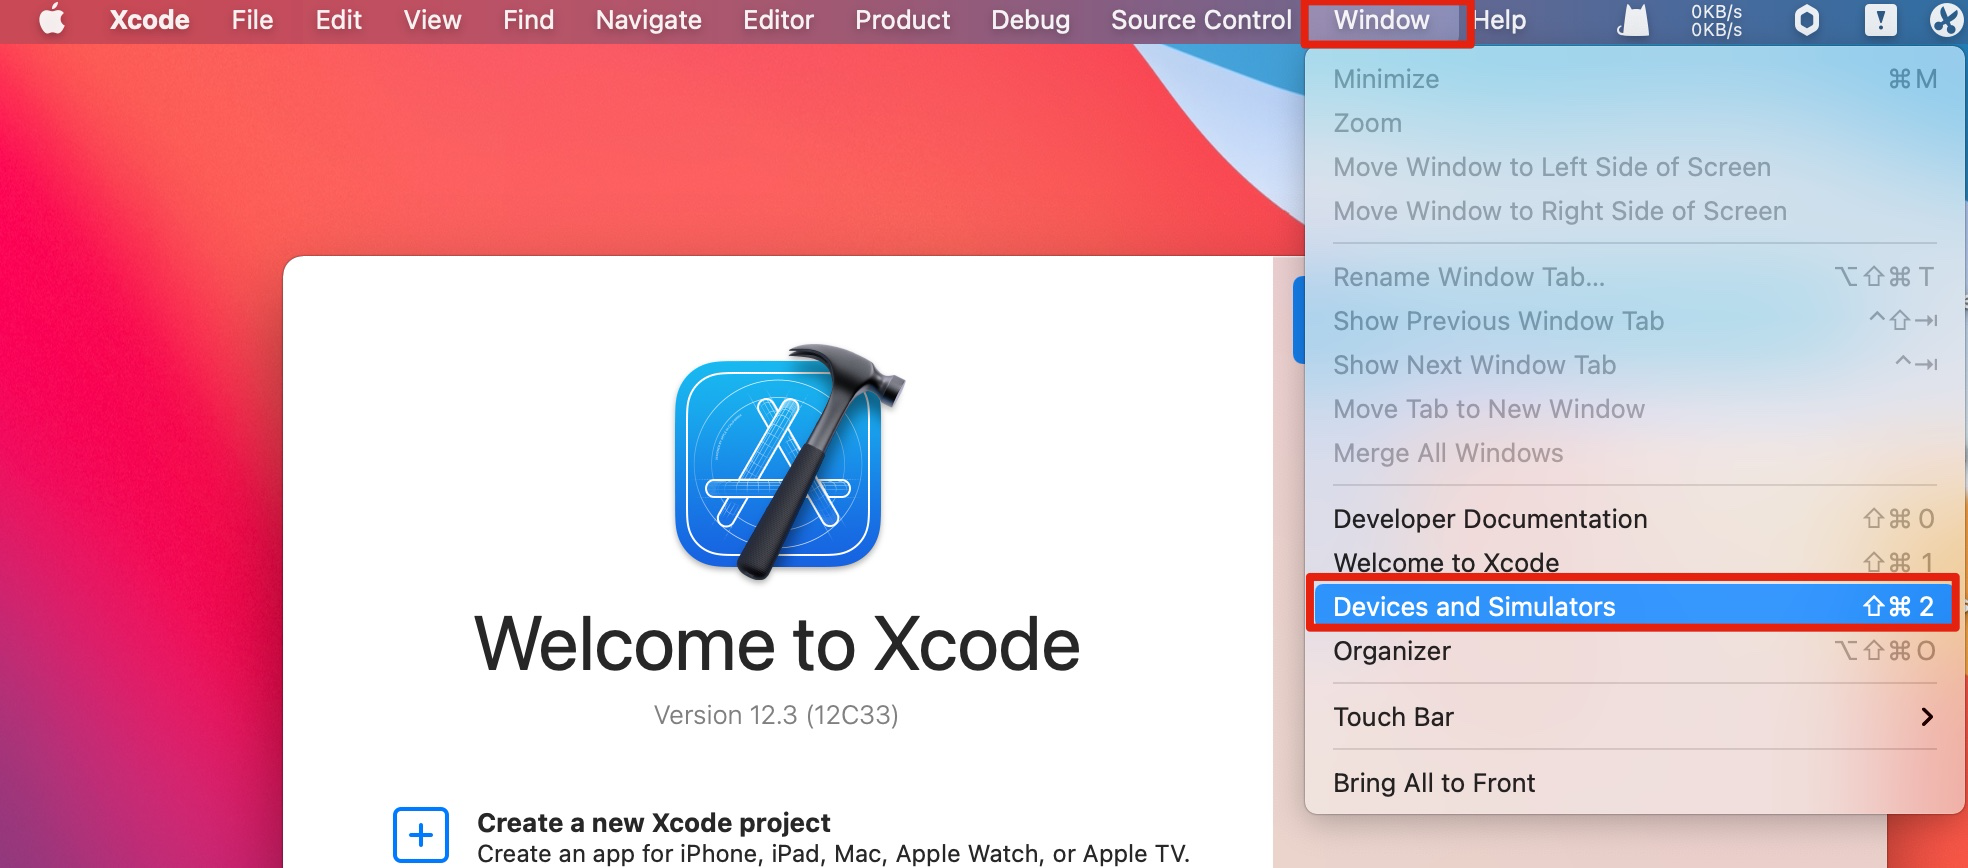 Xcode File Edit View Find Navigate Editor Product Debug Source Control Window Help 0KB/s
0KB/s
Minimize ⌘M
Zoom
Move Window to Left Side of Screen
Move Window to Right Side of Screen
Rename Window Tab... ⌥⇧⌘T
Show Previous Window Tab ^⇧⇥
Show Next Window Tab ^⇥
Move Tab to New Window
Merge All Windows
Developer Documentation ⇧⌘0
Welcome to Xcode ⇧⌘1
Devices and Simulators ⇧⌘2
Organizer ⌥⇧⌘O
Touch Bar
Bring All to Front
Welcome to Xcode
Version 12.3 (12C33)
Create a new Xcode project
Create an app for iPhone, iPad, Mac, Apple Watch, or Apple TV.